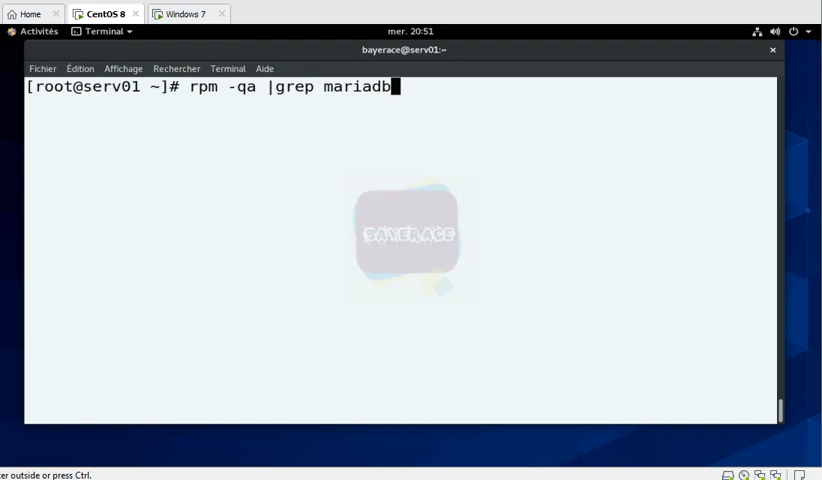 Home
CentOS 8
Windows 7
Activités
Terminal
mer. 20:51
bayerace@serv01:~
Fichier Édition Affichage Rechercher Terminal Aide
[root@serv01 ~]# rpm -qa |grep mariadb
BAYERACE
er outside or press Ctrl.